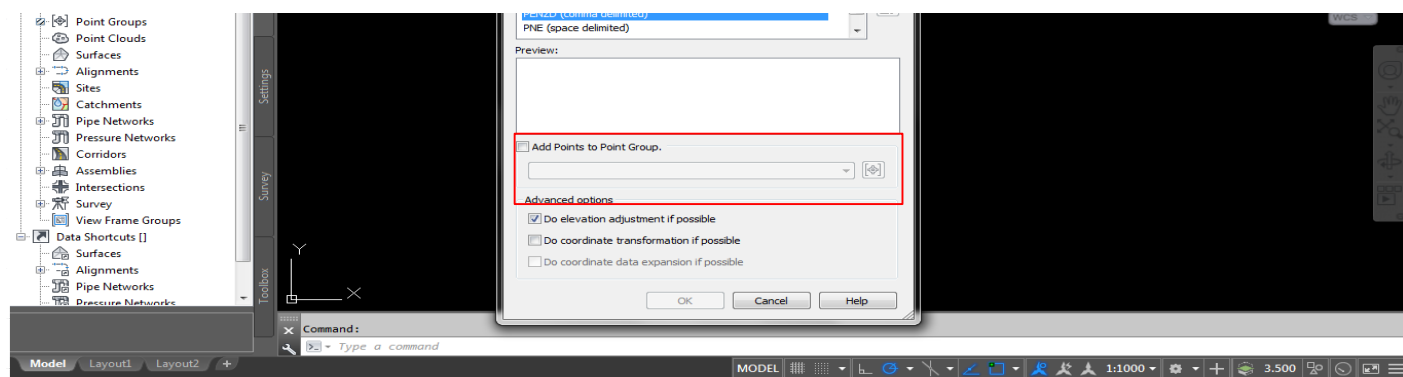 Point Groups
Point Clouds
Surfaces
Alignments
Sites
Catchments
Pipe Networks
Pressure Networks
Corridors
Assemblies
Intersections
Survey
View Frame Groups
Data Shortcuts []
Surfaces
Alignments
Pipe Networks
Pressure Networks
Settings
Survey
Toolbox
Y
X
PENZD (comma delimited)
PNE (space delimited)
Preview:
Add Points to Point Group.
Advanced options
Do elevation adjustment if possible
Do coordinate transformation if possible
Do coordinate data expansion if possible
OK Cancel Help
WCS
Command:
Type a command
Model Layout1 Layout2 +
MODEL 1:1000 3.500